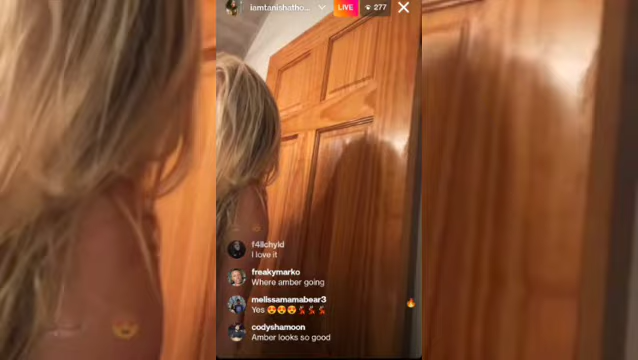 iamtanishatho...
LIVE
277
f4llchyld
I love it
freakymarko
Where amber going
melissamamabear3
Yes 😍😍😍💃💃💃
codyshamoon
Amber looks so good